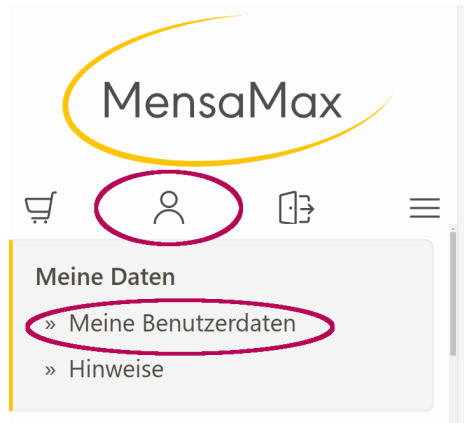 MensaMax
Meine Daten
» Meine Benutzerdaten
» Hinweise